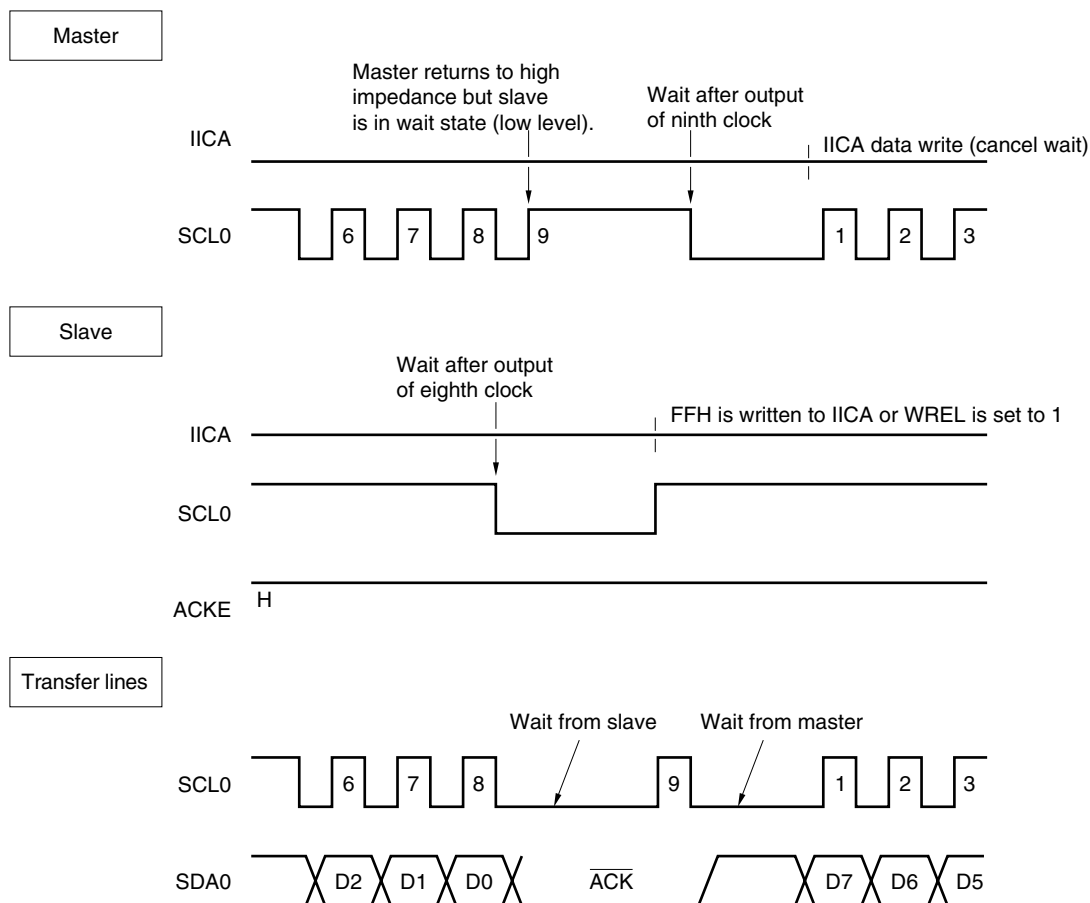 Master
Master returns to high
impedance but slave
is in wait state (low level).
Wait after output
of ninth clock
IICA
IICA data write (cancel wait)
SCL0
6 7 8 9 1 2 3
Slave
Wait after output
of eighth clock
IICA
FFH is written to IICA or WREL is set to 1
SCL0
ACKE
H
Transfer lines
Wait from slave
Wait from master
SCL0
6 7 8 9 1 2 3
SDA0
D2 D1 D0 ACK D7 D6 D5